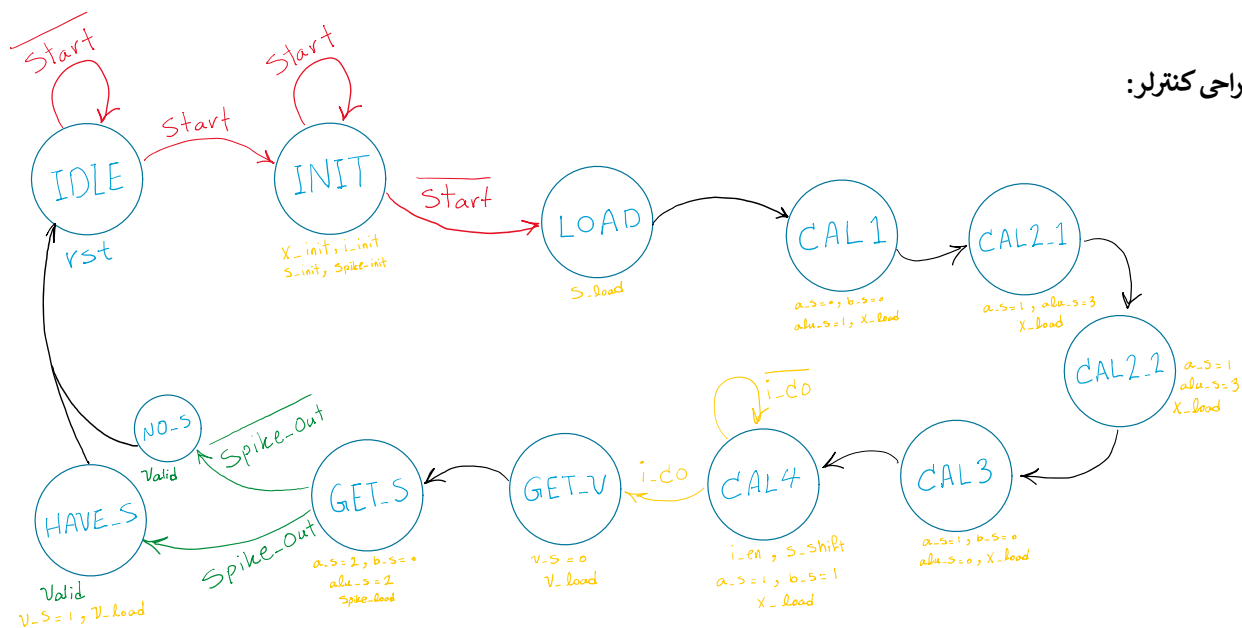 راحی کنترلر:
Start
Start
Start
IDLE
INIT
Start
LOAD
CAL1
CAL2_1
rst
X_init, i_init
S_init, Spike_init
S_load
a_s=0, b_s=0
alu_s=1, X_load
a_s=1, alu_s=3
X_load
CAL2_2
a_s=1
alu_s=3
X_load
i_co
NO_S
Valid
Spike_Out
GET_S
GET_V
i_co
CAL4
CAL3
HAVE_S
Spike_Out
Valid
V_S=1, V_load
a_s=2, b_s=0
alu_s=2
Spike_load
V_S=0
V_load
i_en, S_shift
a_s=1, b_s=1
X_load
a_s=1, b_s=0
alu_s=0, X_load